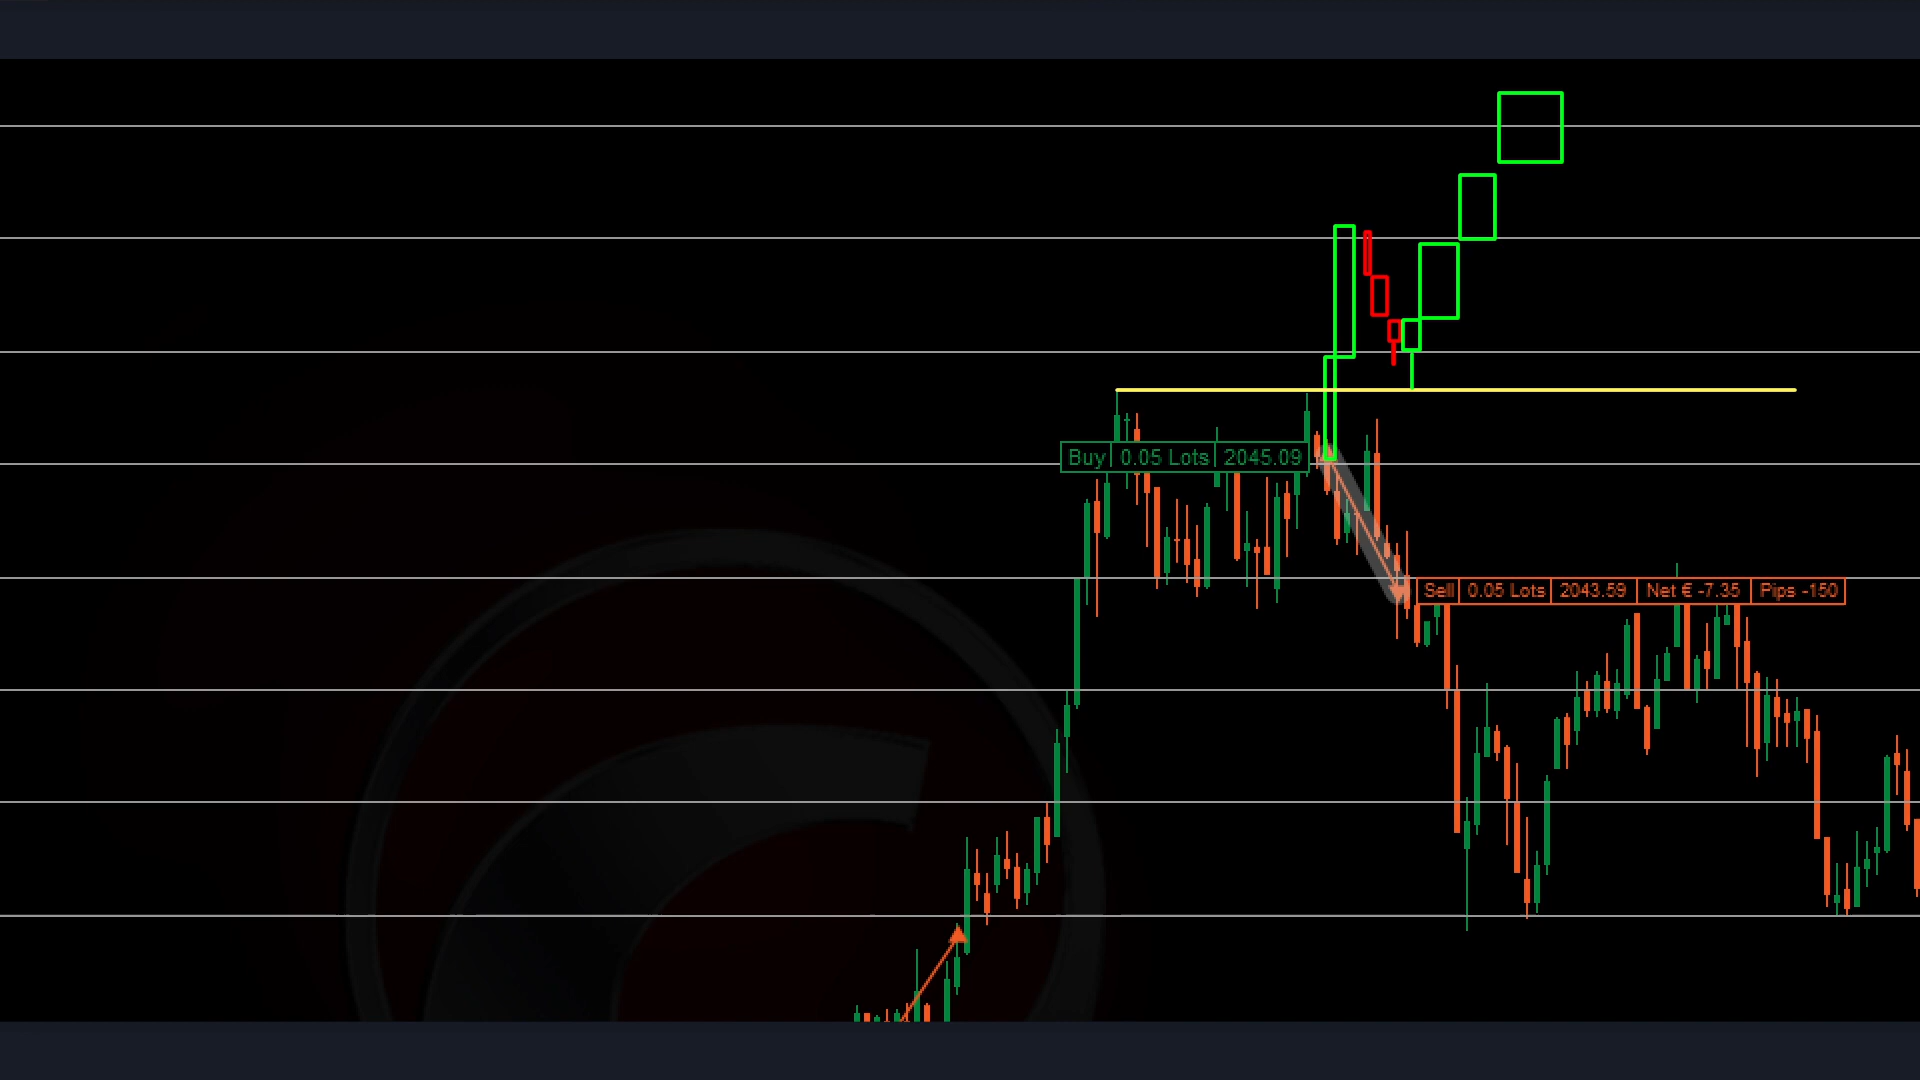 Buy 0.05 Lots 2045.09
Sell 0.05 Lots 2043.59 Net € -7.35 Pips -150